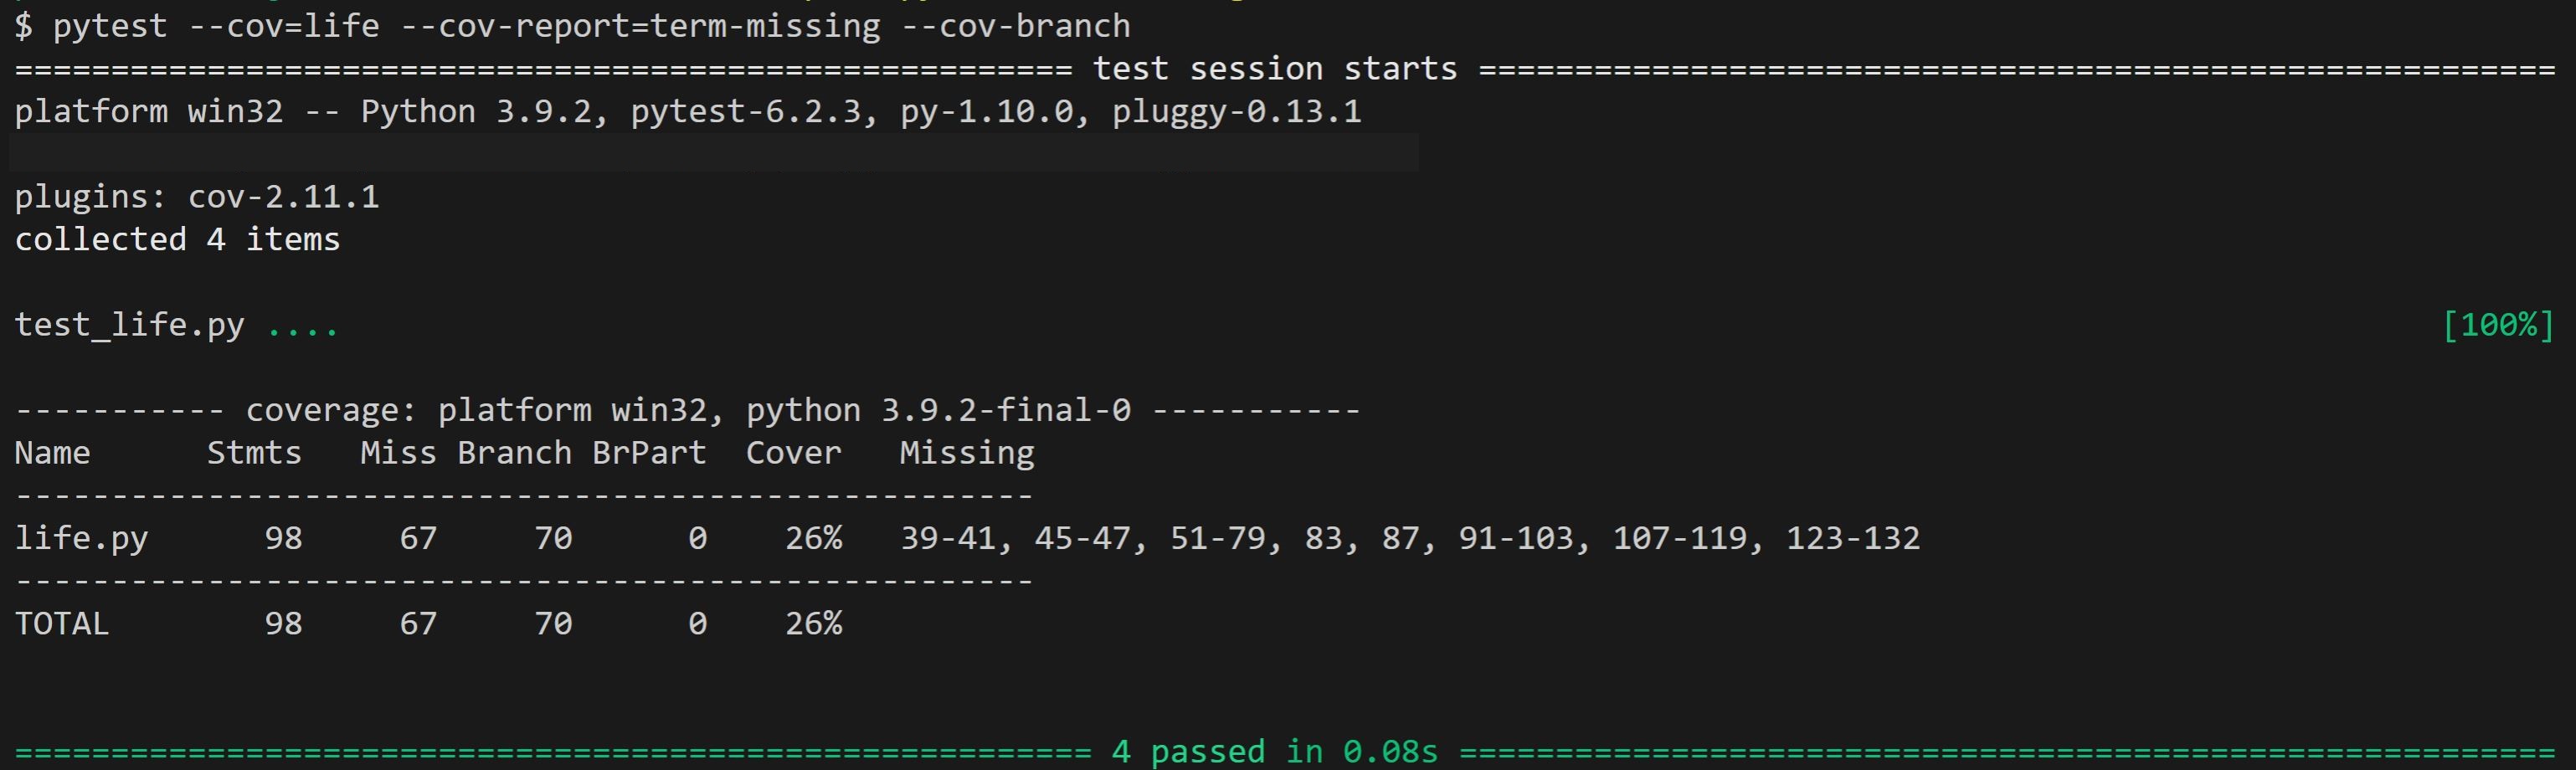 $ pytest --cov=life --cov-report=term-missing --cov-branch
======================================================= test session starts ========================================================
platform win32 -- Python 3.9.2, pytest-6.2.3, py-1.10.0, pluggy-0.13.1
plugins: cov-2.11.1
collected 4 items
test_life.py .... [100%]
----------- coverage: platform win32, python 3.9.2-final-0 -----------
Name      Stmts   Miss Branch BrPart  Cover   Missing
-----------------------------------------------------
life.py      98     67     70      0    26%   39-41, 45-47, 51-79, 83, 87, 91-103, 107-119, 123-132
-----------------------------------------------------
TOTAL        98     67     70      0    26%
======================================================== 4 passed in 0.08s =========================================================